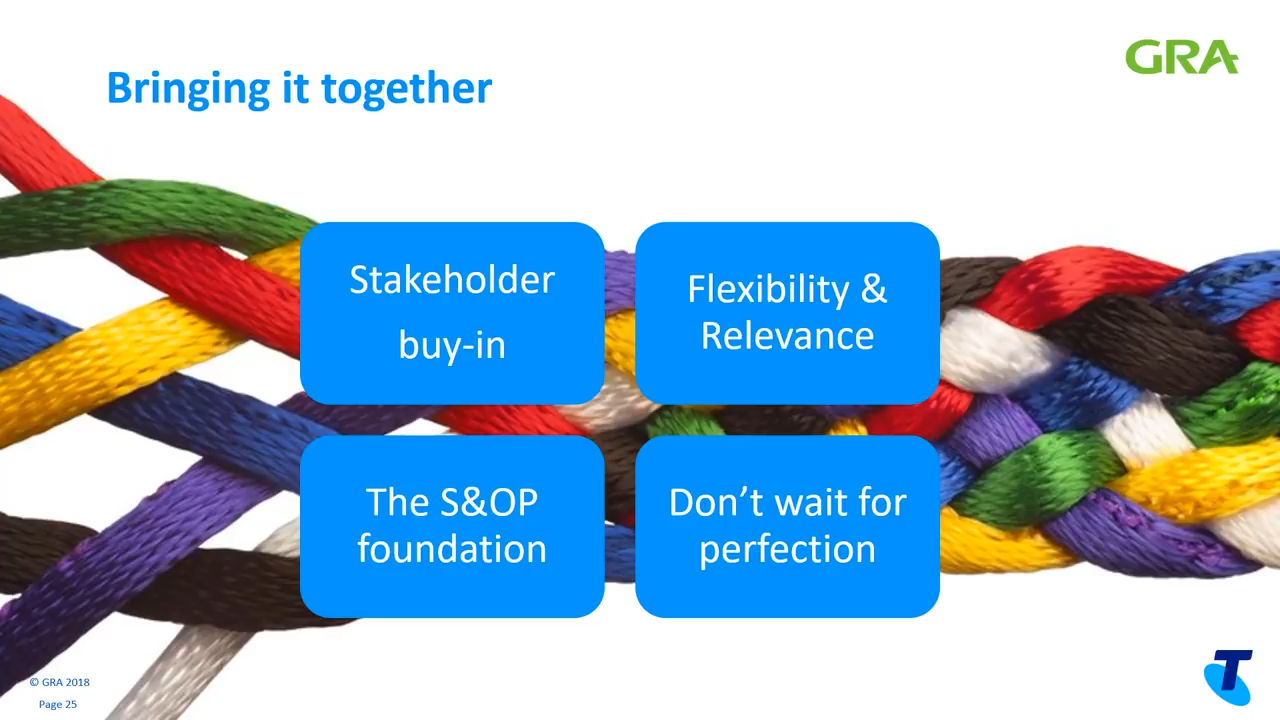 GRA
Bringing it together
Stakeholder
buy-in
Flexibility &
Relevance
The S&OP
foundation
Don’t wait for
perfection
© GRA 2018
Page 25
T